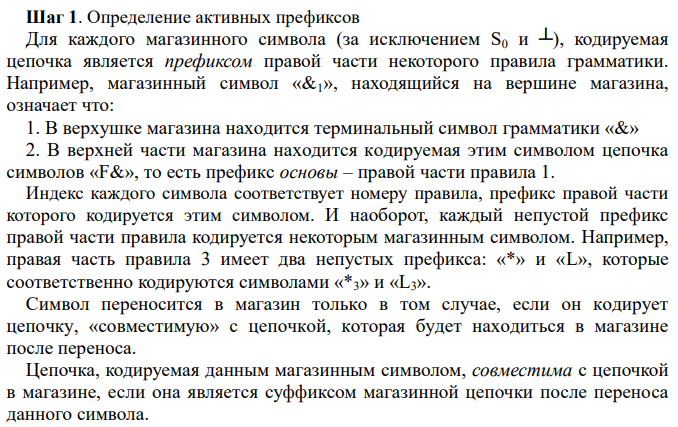 Шаг 1. Определение активных префиксов
Для каждого магазинного символа (за исключением S₀ и ┴), кодируемая
цепочка является префиксом правой части некоторого правила грамматики.
Например, магазинный символ «&₁», находящийся на вершине магазина,
означает что:
1. В верхушке магазина находится терминальный символ грамматики «&»
2. В верхней части магазина находится кодируемая этим символом цепочка
символов «F&», то есть префикс основы – правой части правила 1.
Индекс каждого символа соответствует номеру правила, префикс правой части
которого кодируется этим символом. И наоборот, каждый непустой префикс
правой части правила кодируется некоторым магазинным символом. Например,
правая часть правила 3 имеет два непустых префикса: «*» и «L», которые
соответственно кодируются символами «*₃» и «L₃».
Символ переносится в магазин только в том случае, если он кодирует
цепочку, «совместимую» с цепочкой, которая будет находиться в магазине
после переноса.
Цепочка, кодируемая данным магазинным символом, совместима с цепочкой
в магазине, если она является суффиксом магазинной цепочки после переноса
данного символа.